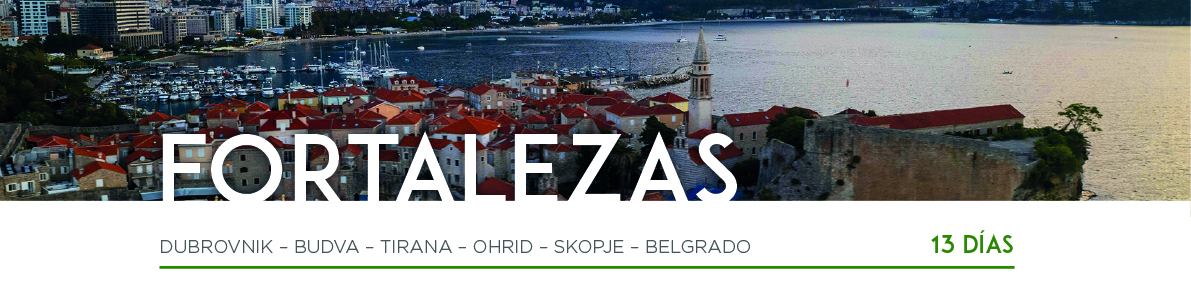 FORTALEZAS
DUBROVNIK – BUDVA – TIRANA – OHRID – SKOPJE – BELGRADO
13 DÍAS